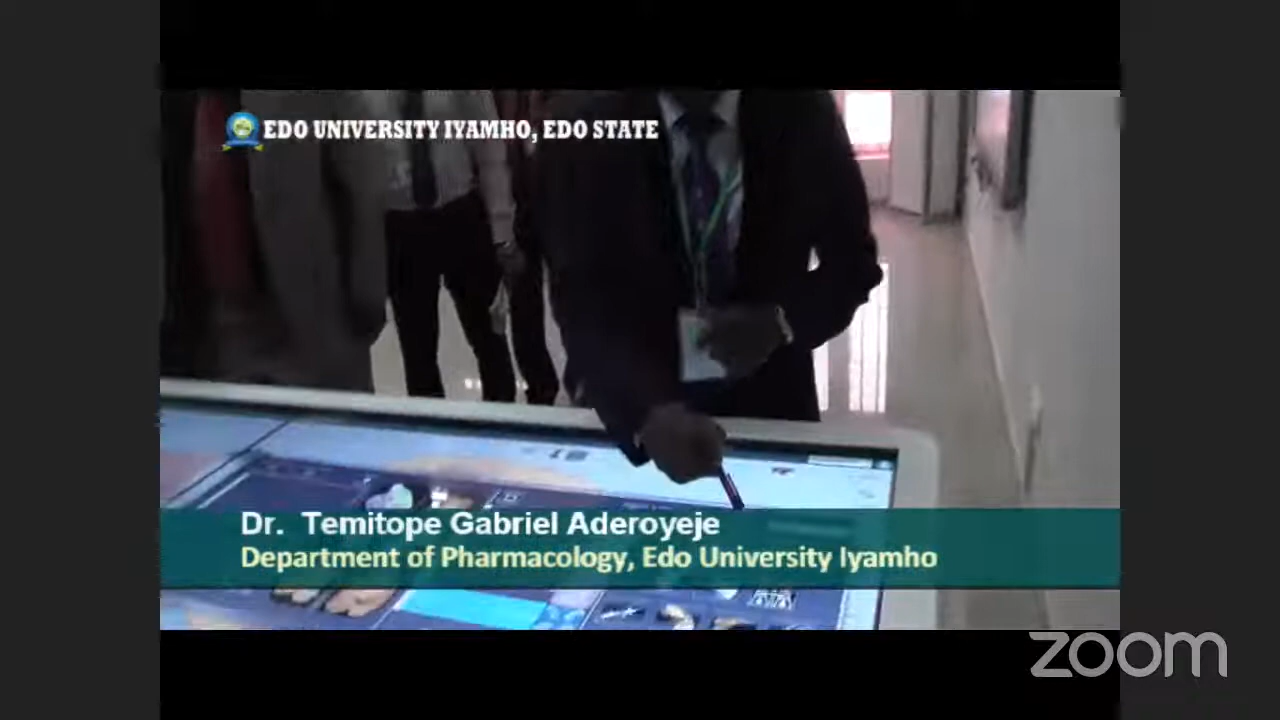 EDO UNIVERSITY IYAMHO, EDO STATE
Dr. Temitope Gabriel Aderoyeje
Department of Pharmacology, Edo University Iyamho
zoom